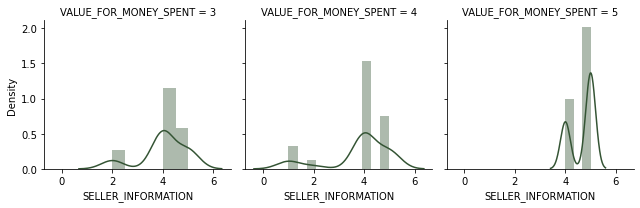 VALUE_FOR_MONEY_SPENT = 3
VALUE_FOR_MONEY_SPENT = 4
VALUE_FOR_MONEY_SPENT = 5
Density
2.0
1.5
1.0
0.5
0.0
0 2 4 6
0 2 4 6
0 2 4 6
SELLER_INFORMATION
SELLER_INFORMATION
SELLER_INFORMATION